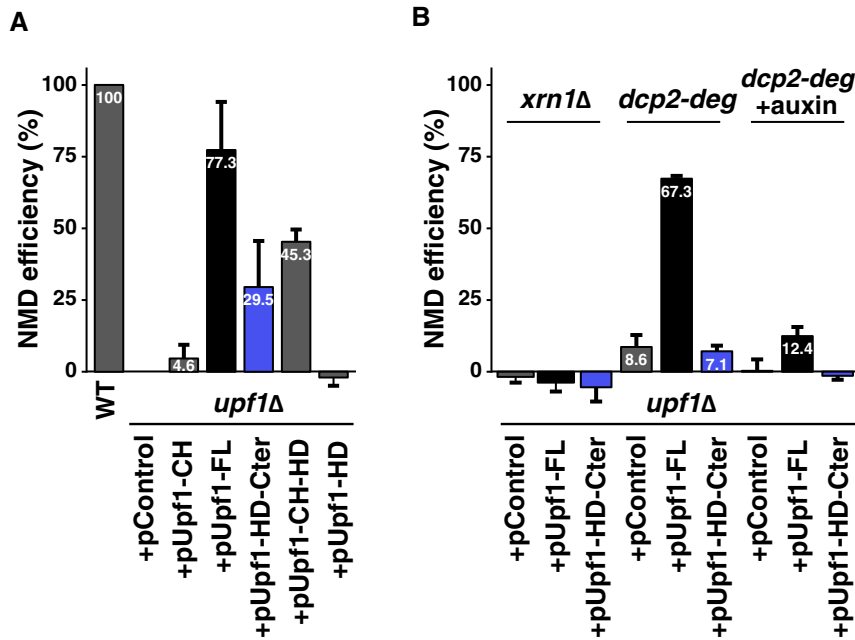 A
NMD efficiency (%)
100
75
50
25
0
100
4.6
77.3
29.5
45.3
WT
upf1Δ
+pControl
+pUpf1-CH
+pUpf1-FL
+pUpf1-HD-Cter
+pUpf1-CH-HD
+pUpf1-HD
B
NMD efficiency (%)
100
75
50
25
0
xrn1Δ
dcp2-deg
dcp2-deg
+auxin
8.6
67.3
7.1
12.4
upf1Δ
+pControl
+pUpf1-FL
+pUpf1-HD-Cter
+pControl
+pUpf1-FL
+pUpf1-HD-Cter
+pControl
+pUpf1-FL
+pUpf1-HD-Cter